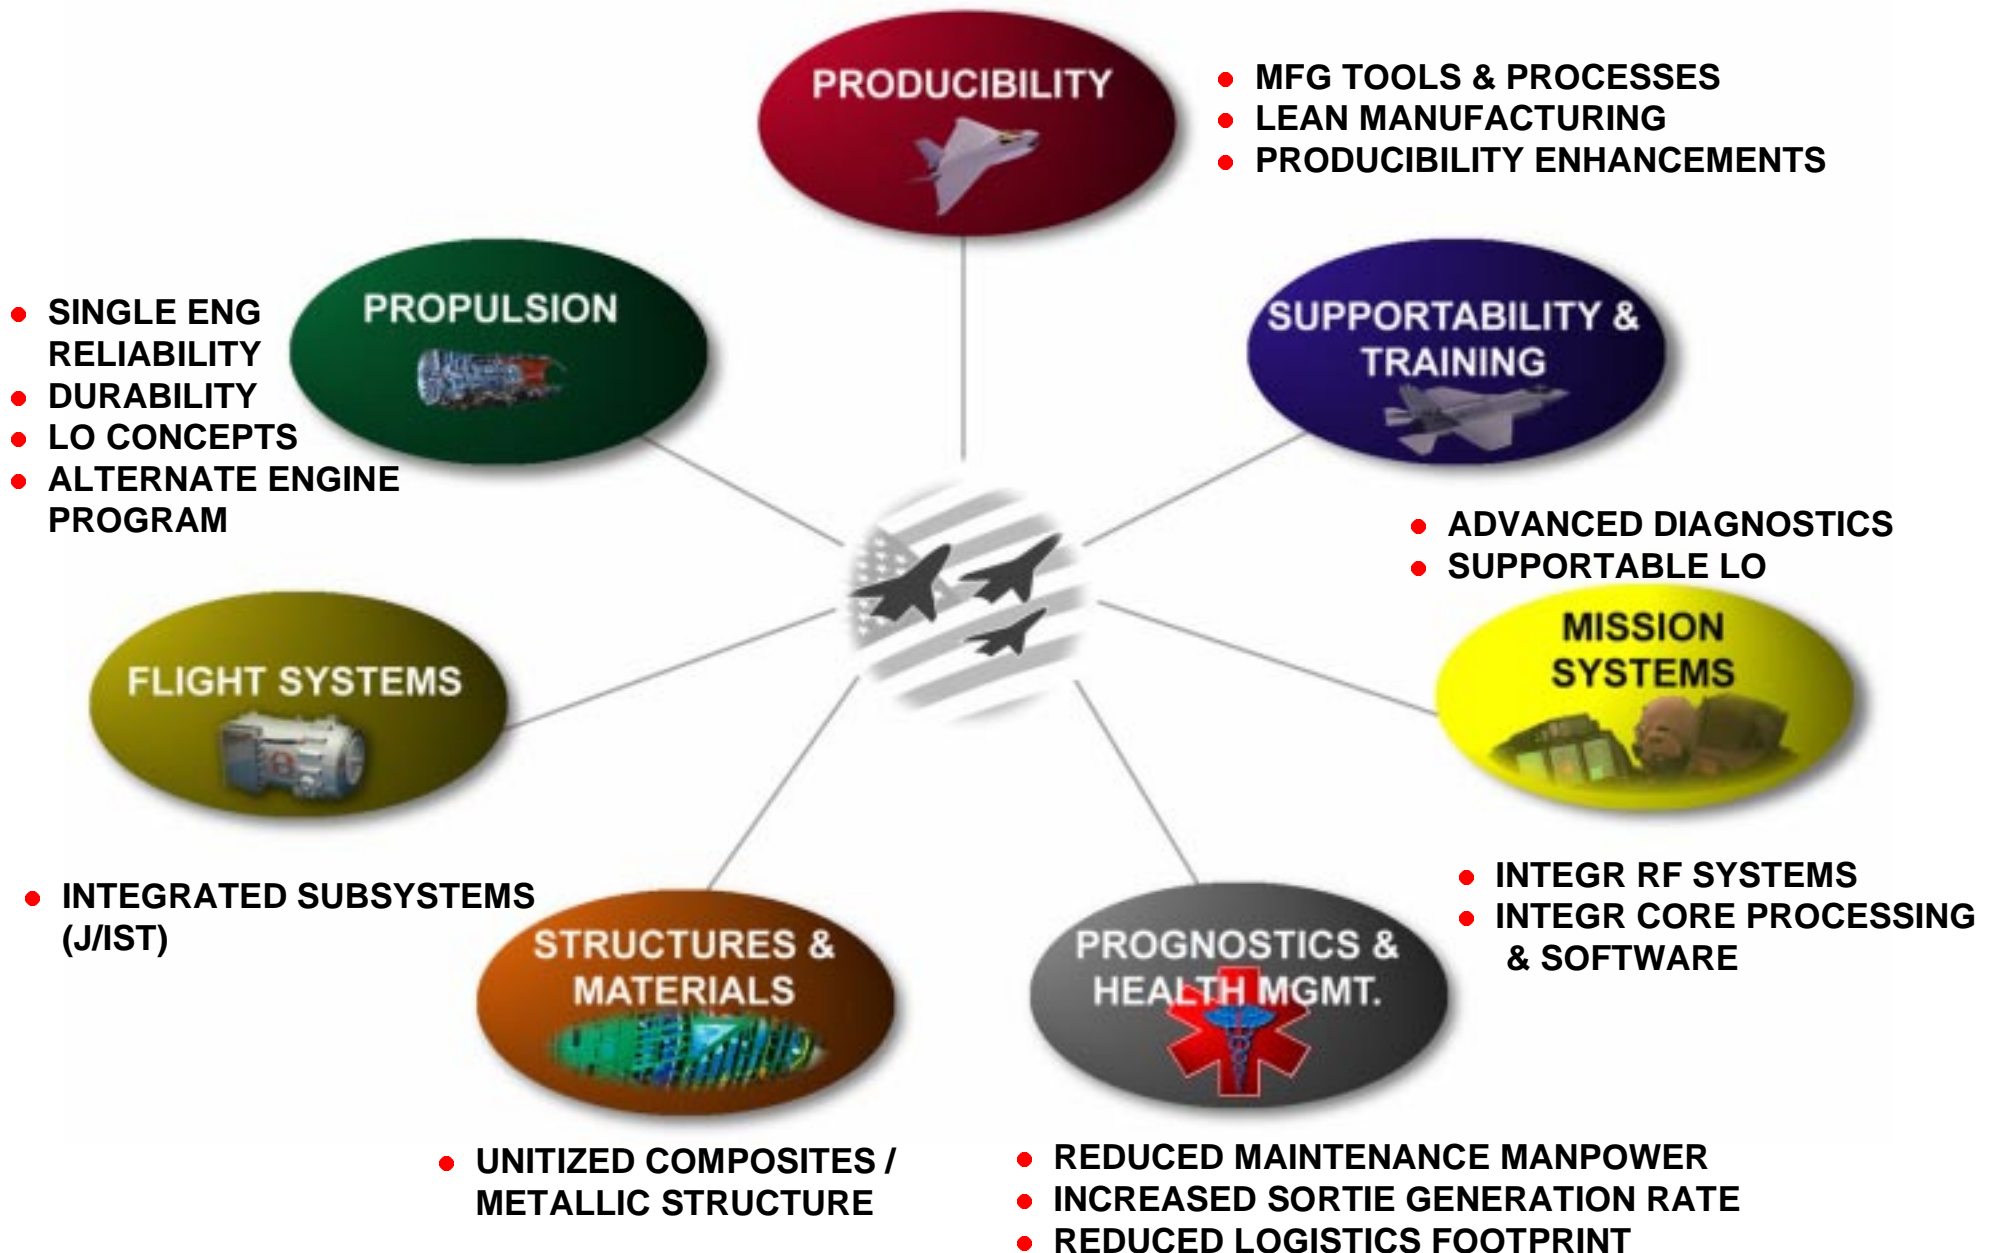 PRODUCIBILITY
• MFG TOOLS & PROCESSES
• LEAN MANUFACTURING
• PRODUCIBILITY ENHANCEMENTS
PROPULSION
• SINGLE ENG
RELIABILITY
• DURABILITY
• LO CONCEPTS
• ALTERNATE ENGINE
PROGRAM
SUPPORTABILITY &
TRAINING
• ADVANCED DIAGNOSTICS
• SUPPORTABLE LO
FLIGHT SYSTEMS
• INTEGRATED SUBSYSTEMS
(J/IST)
MISSION
SYSTEMS
• INTEGR RF SYSTEMS
• INTEGR CORE PROCESSING
& SOFTWARE
STRUCTURES &
MATERIALS
• UNITIZED COMPOSITES /
METALLIC STRUCTURE
PROGNOSTICS &
HEALTH MGMT.
• REDUCED MAINTENANCE MANPOWER
• INCREASED SORTIE GENERATION RATE
• REDUCED LOGISTICS FOOTPRINT